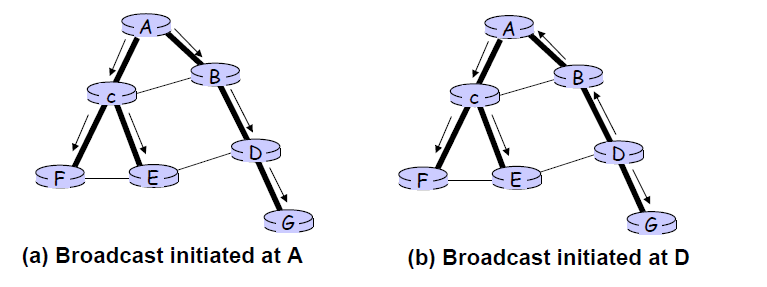 A
B
c
D
F
E
G
(a) Broadcast initiated at A
A
B
c
D
F
E
G
(b) Broadcast initiated at D